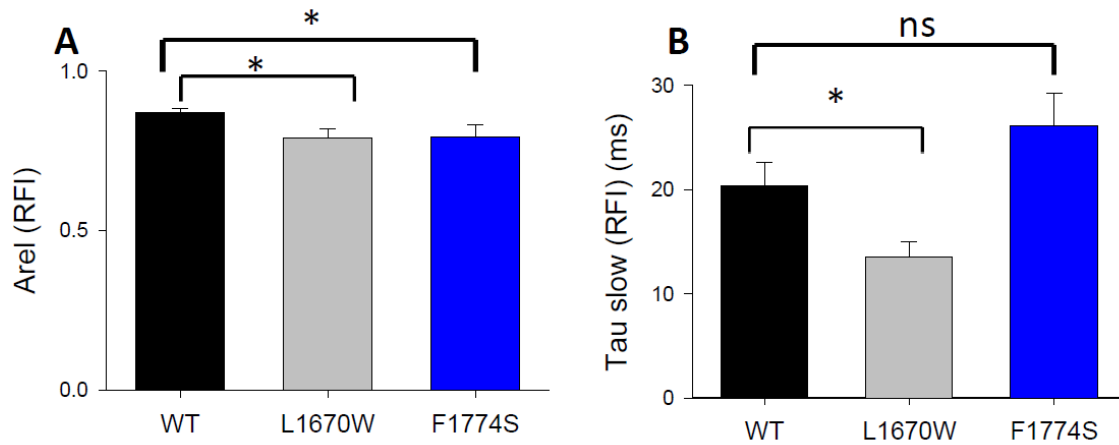 A
*
*
1.0
0.5
0.0
Arel (RFI)
WT L1670W F1774S
B
ns
*
30
20
10
0
Tau slow (RFI) (ms)
WT L1670W F1774S